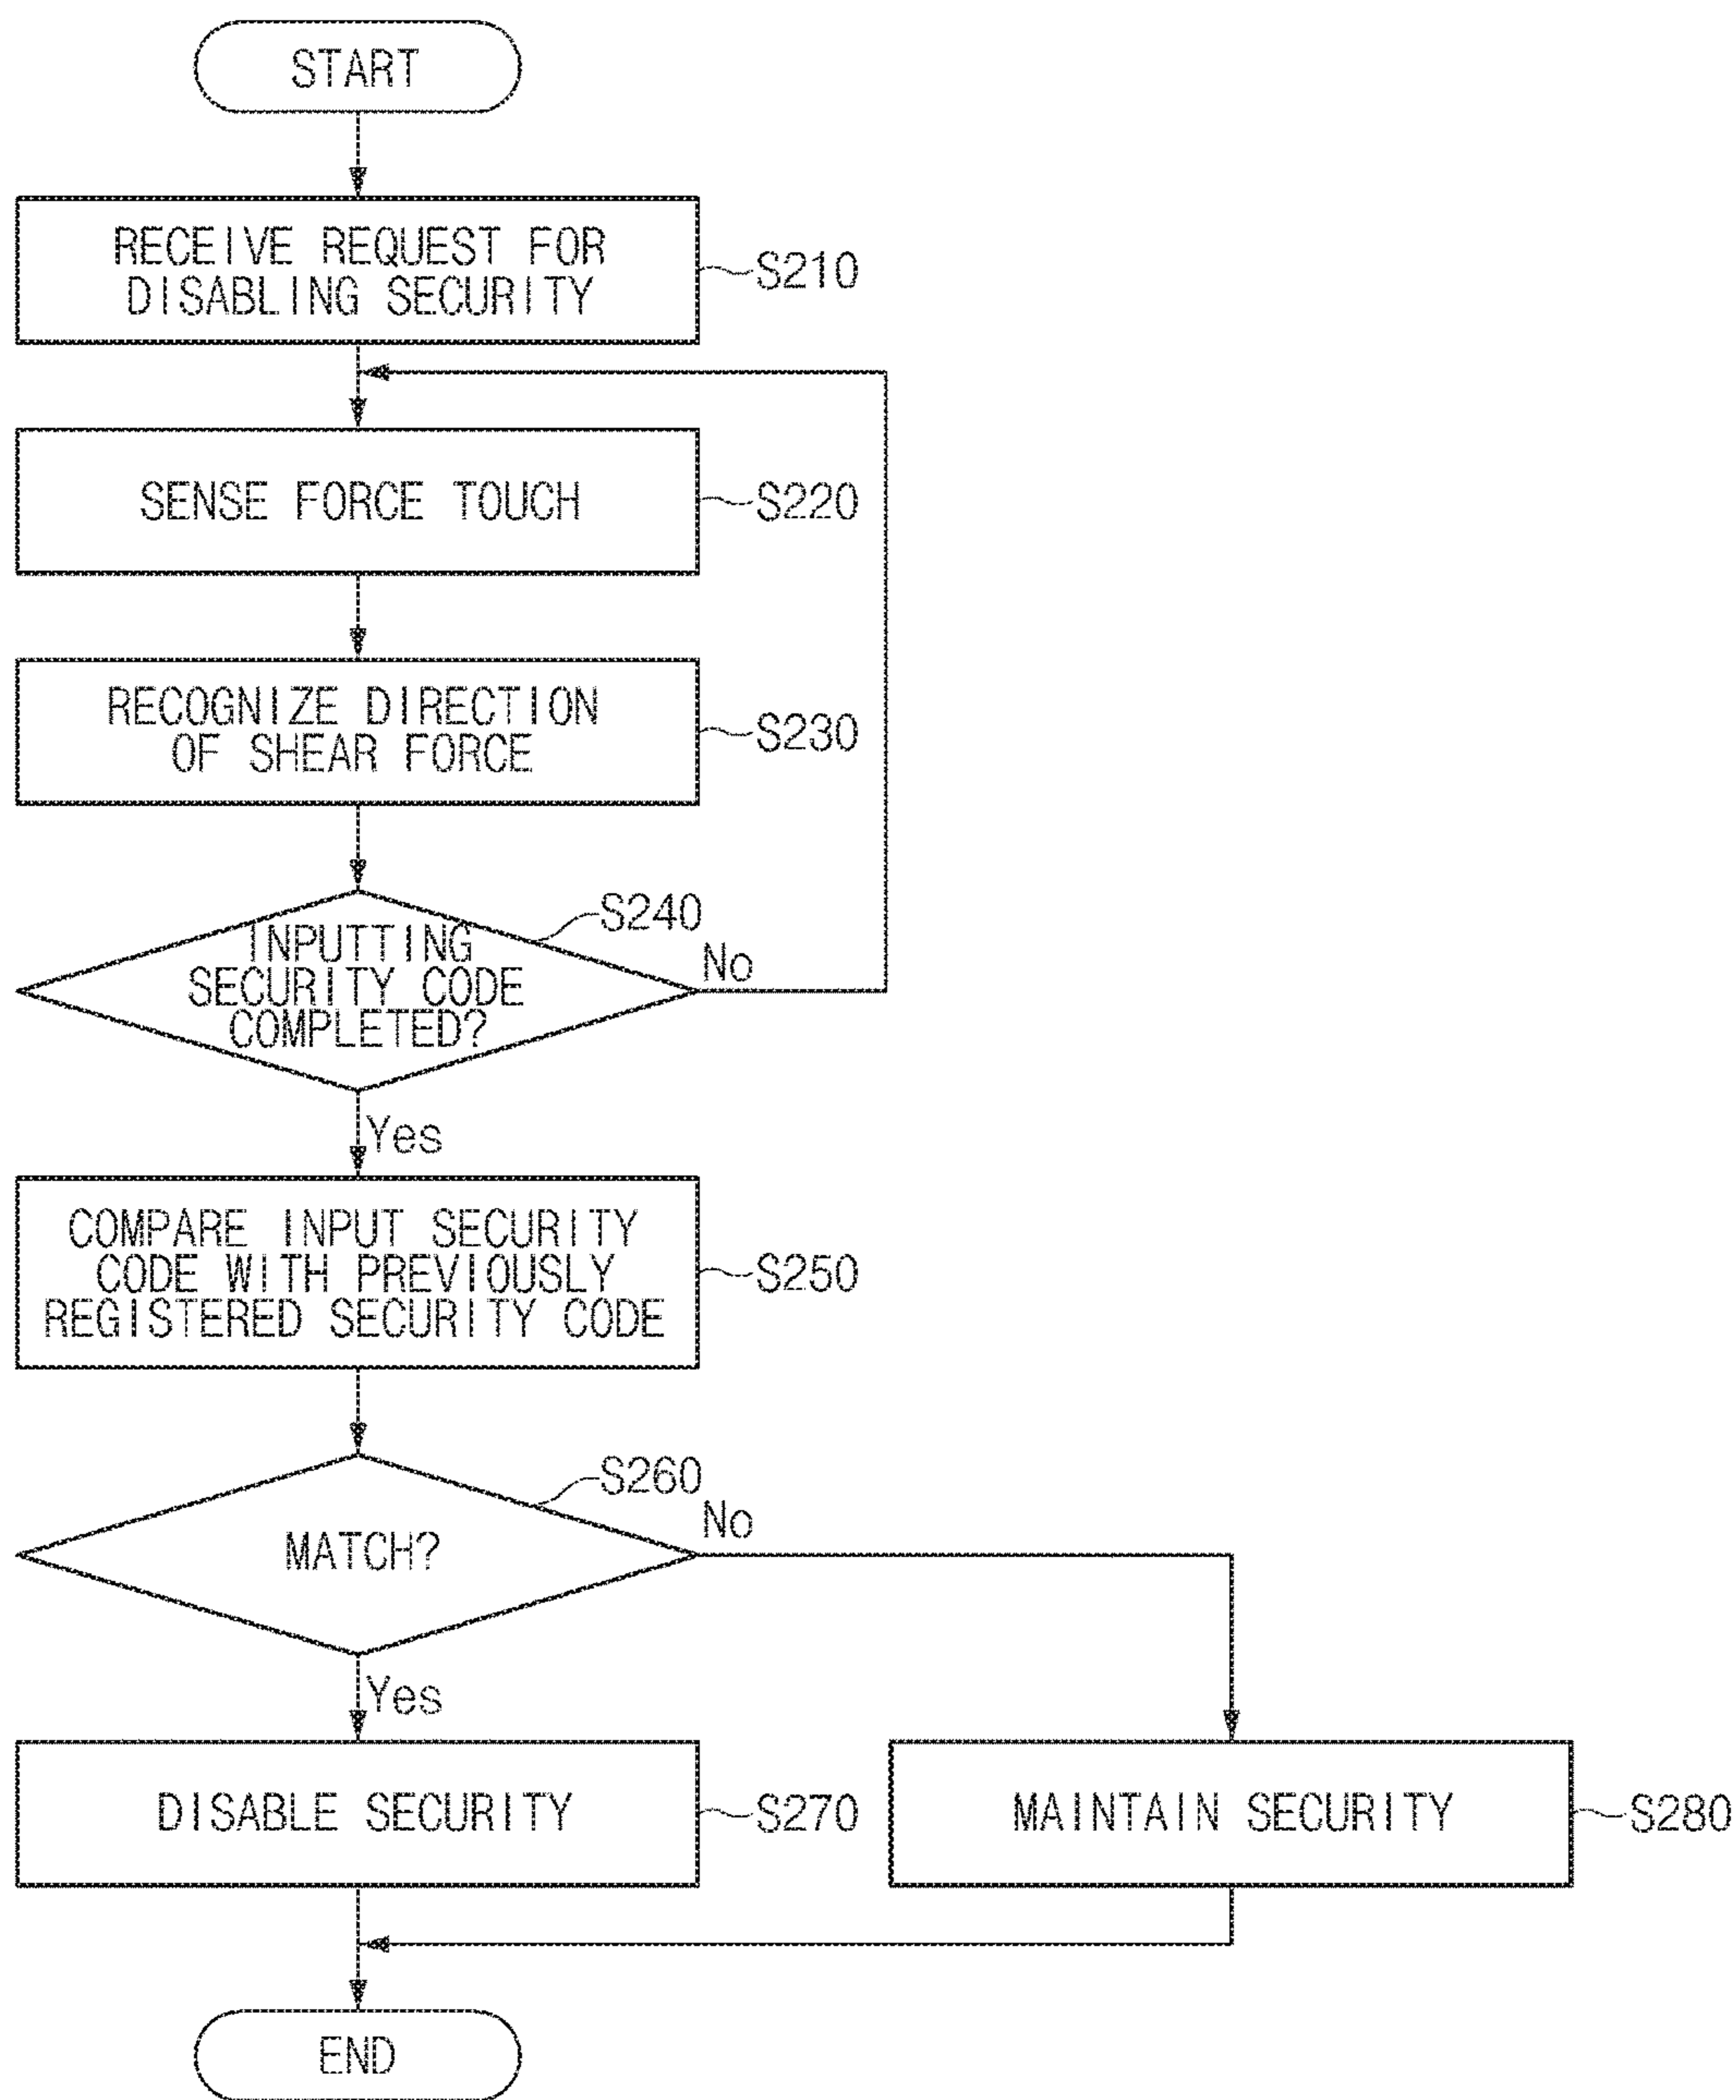 START
RECEIVE REQUEST FOR
DISABLING SECURITY
S210
SENSE FORCE TOUCH
S220
RECOGNIZE DIRECTION
OF SHEAR FORCE
S230
S240
INPUTTING
SECURITY CODE
COMPLETED?
No
Yes
COMPARE INPUT SECURITY
CODE WITH PREVIOUSLY
REGISTERED SECURITY CODE
S250
S260
MATCH?
No
Yes
DISABLE SECURITY
S270
MAINTAIN SECURITY
S280
END